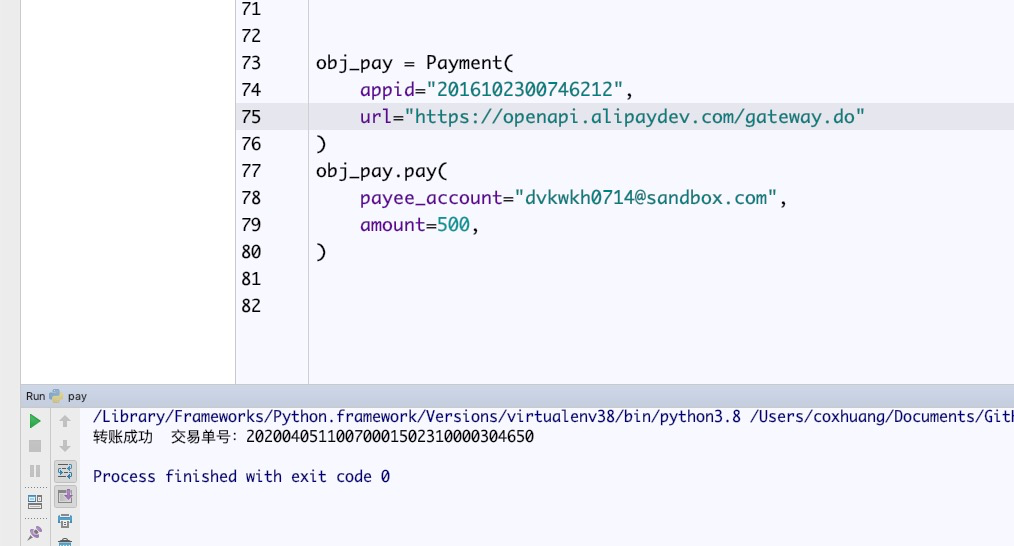 71
72
73 obj_pay = Payment(
74 appid="2016102300746212",
75 url="https://openapi.alipaydev.com/gateway.do"
76 )
77 obj_pay.pay(
78 payee_account="dvkwkh0714@sandbox.com",
79 amount=500,
80 )
81
82
Run pay
/Library/Frameworks/Python.framework/Versions/virtualenv38/bin/python3.8 /Users/coxhuang/Documents/Gith
转账成功 交易单号：20200405110070001502310000304650
Process finished with exit code 0